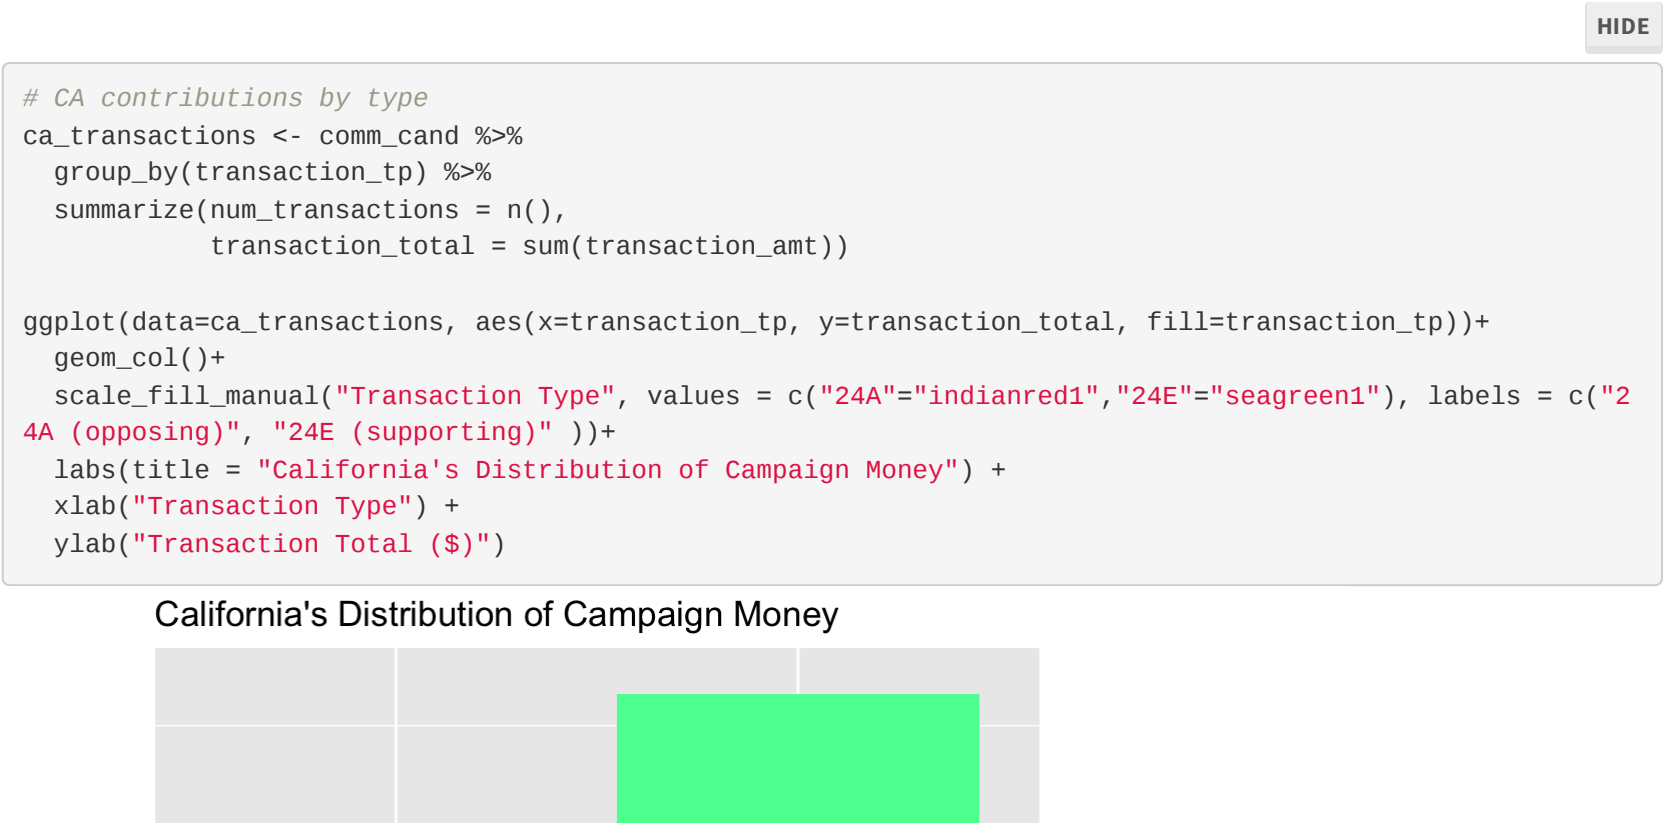 HIDE
# CA contributions by type
ca_transactions <- comm_cand %>%
  group_by(transaction_tp) %>%
  summarize(num_transactions = n(),
            transaction_total = sum(transaction_amt))
ggplot(data=ca_transactions, aes(x=transaction_tp, y=transaction_total, fill=transaction_tp))+
  geom_col()+
  scale_fill_manual("Transaction Type", values = c("24A"="indianred1","24E"="seagreen1"), labels = c("2
4A (opposing)", "24E (supporting)" ))+
  labs(title = "California's Distribution of Campaign Money") +
  xlab("Transaction Type") +
  ylab("Transaction Total ($)")
California's Distribution of Campaign Money